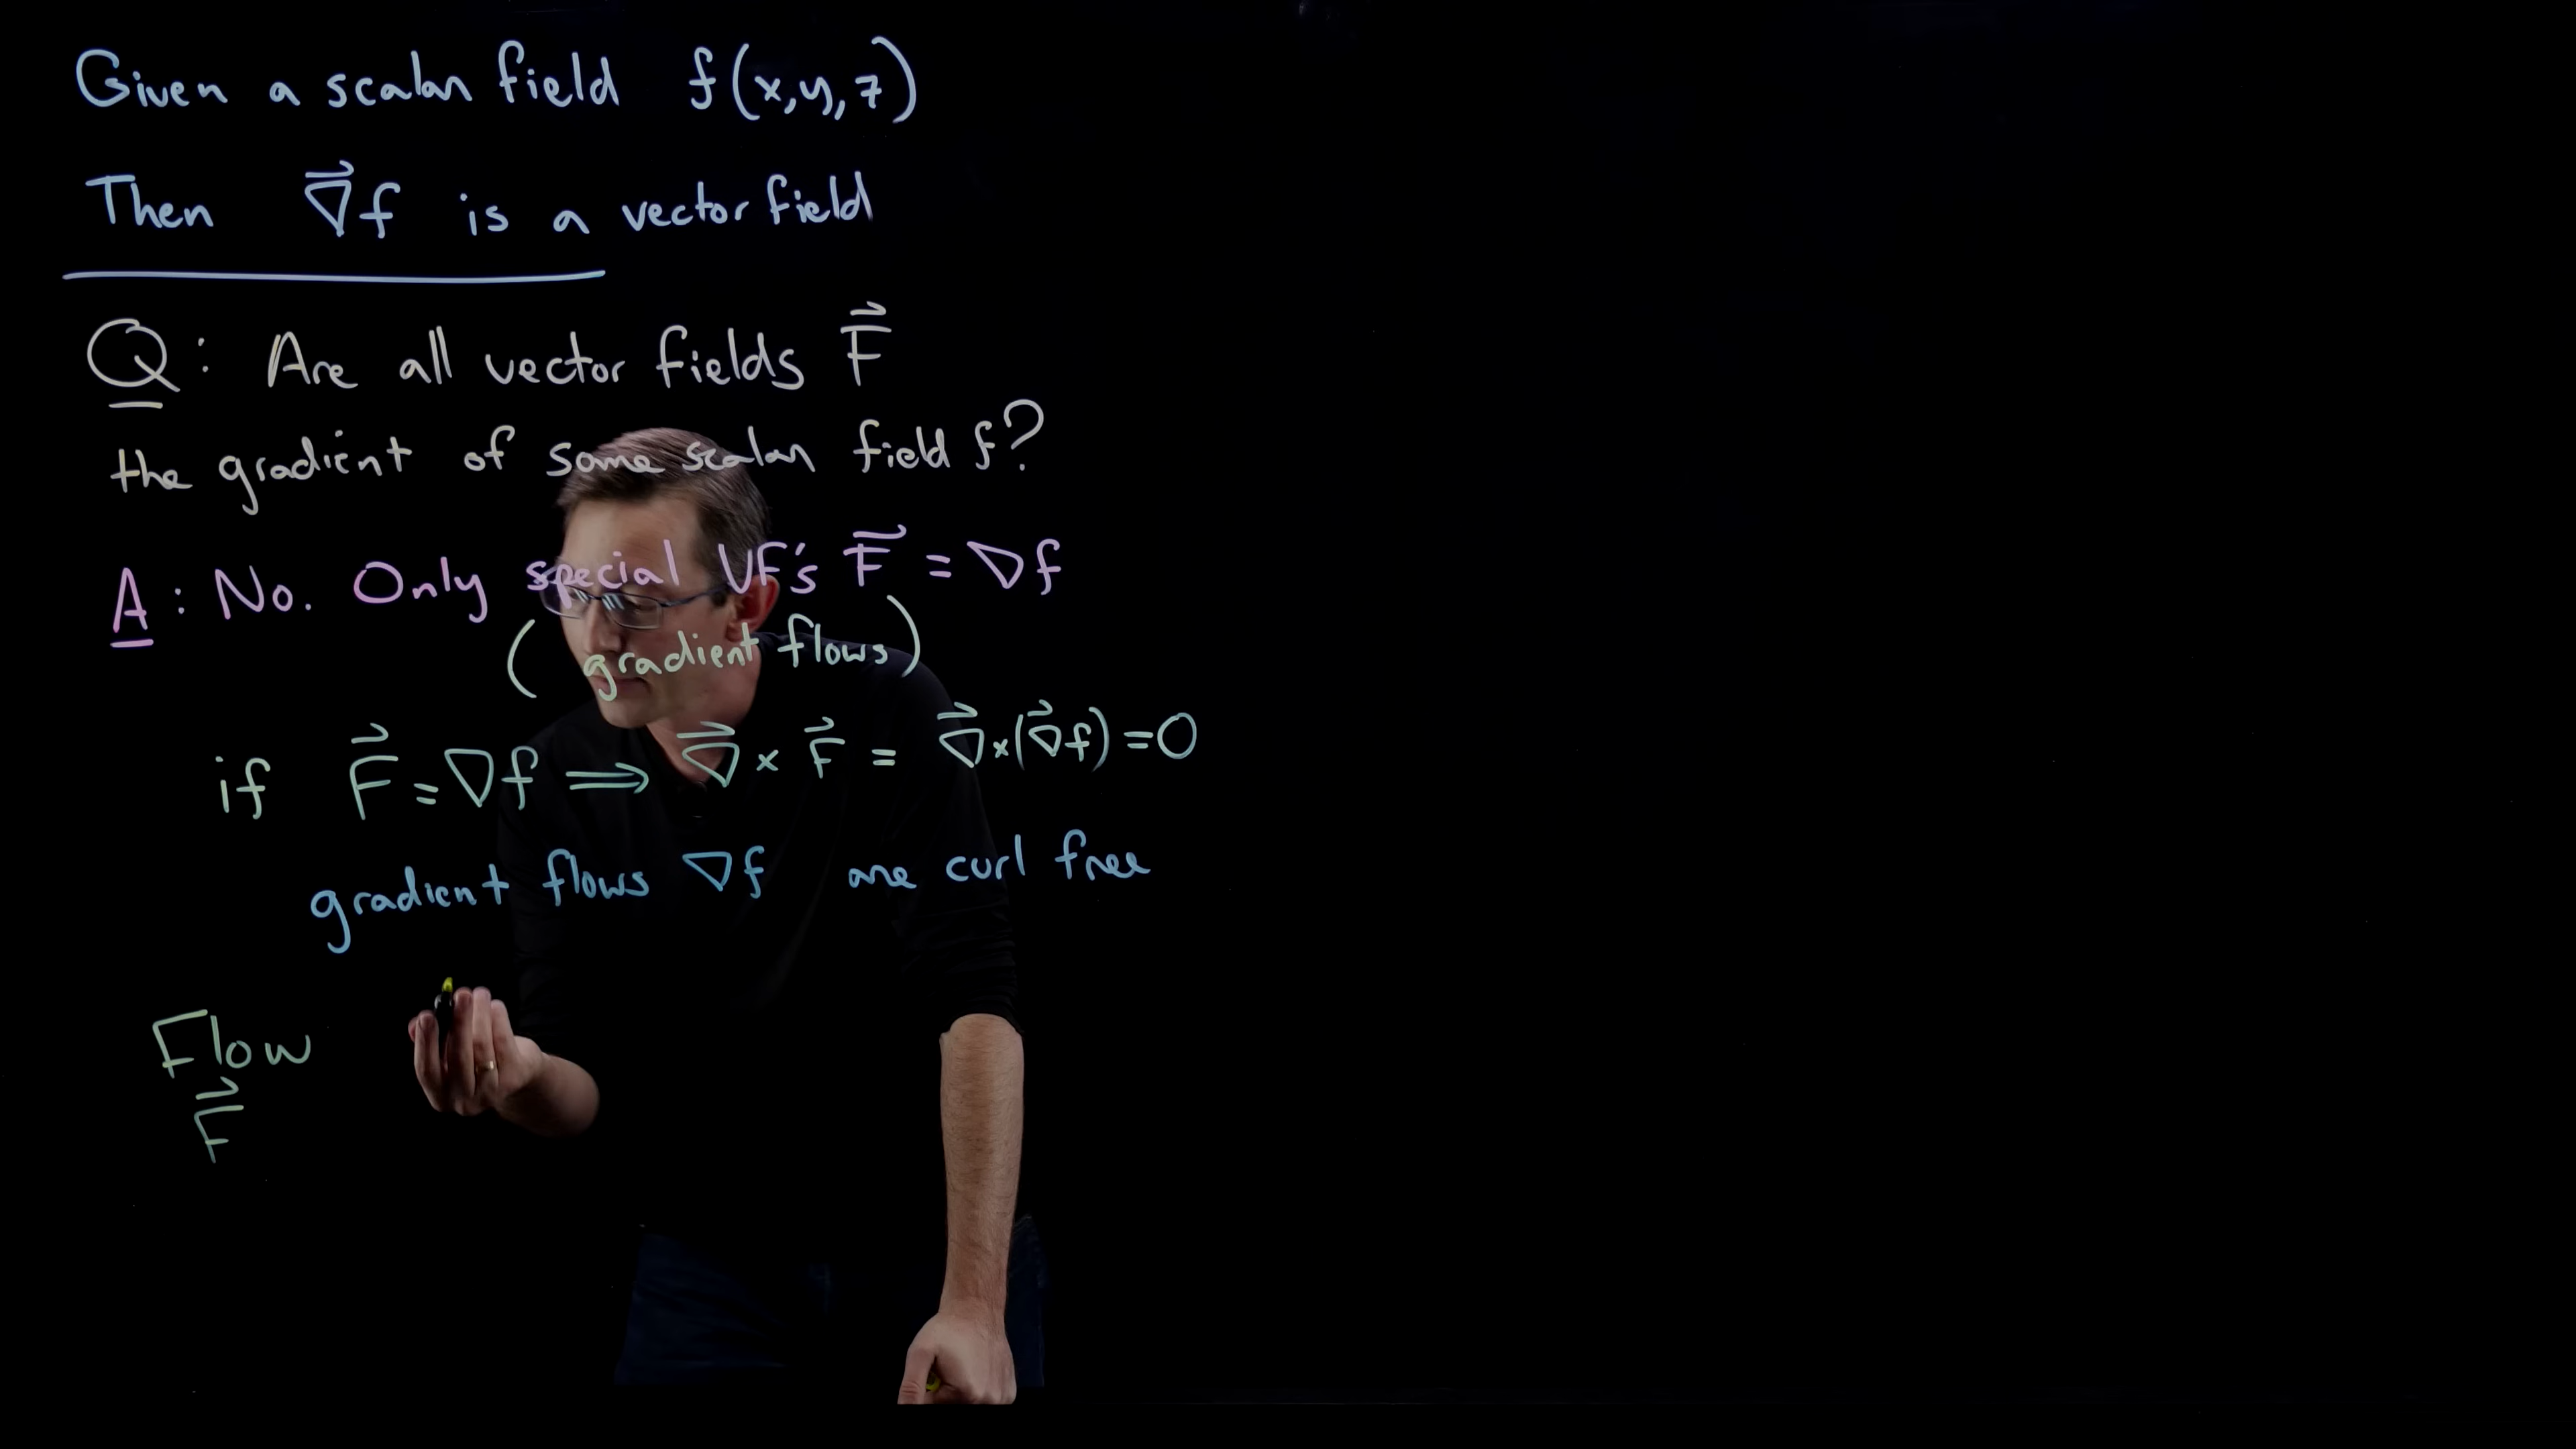 Given a scalar field f(x,y,z)
Then ∇⃗f is a vector field
Q: Are all vector fields F⃗
the gradient of some scalar field f?
A: No. Only special VF's F⃗ = ∇f
(gradient flows)
if F⃗ = ∇f ⟹ ∇⃗ × F⃗ = ∇⃗×(∇⃗f) = 0
gradient flows ∇f are curl free
Flow
F⃗